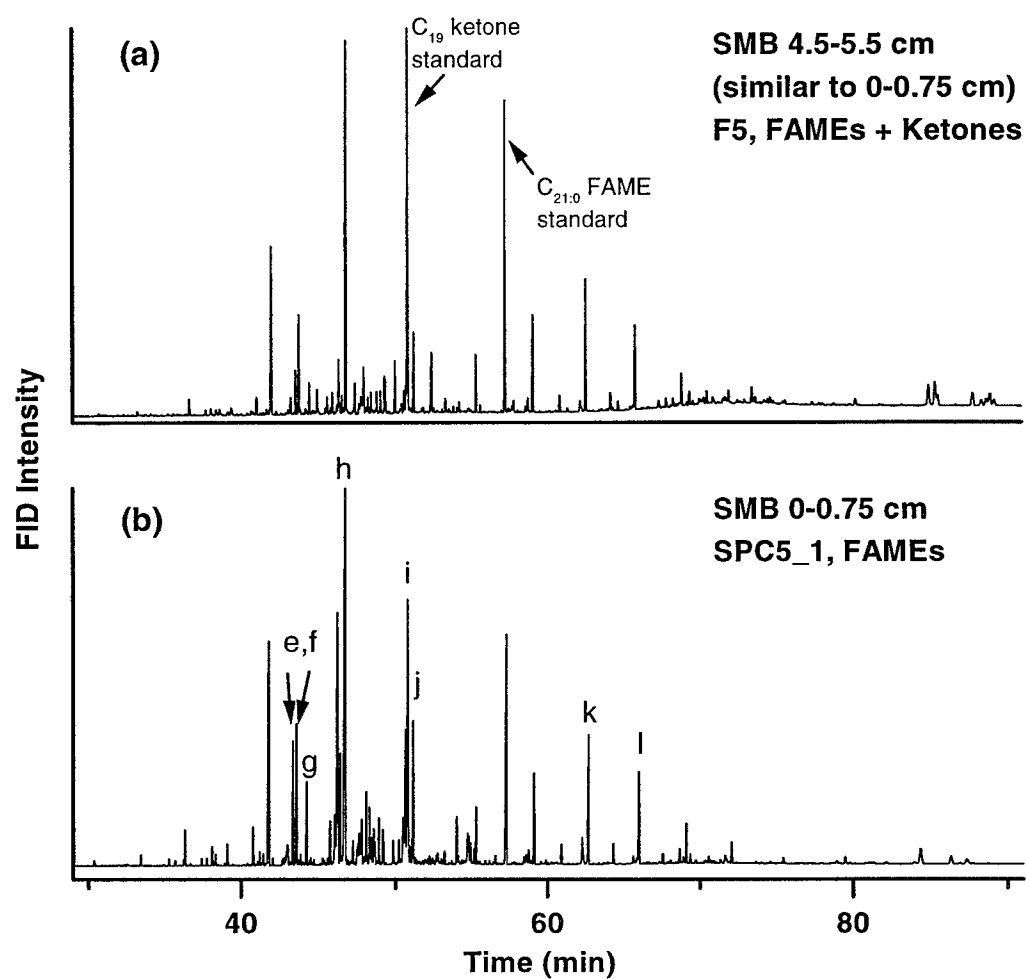 (a)
C19 ketone
standard
SMB 4.5-5.5 cm
(similar to 0-0.75 cm)
F5, FAMEs + Ketones
C21:0 FAME
standard
FID Intensity
(b)
h
SMB 0-0.75 cm
SPC5_1, FAMEs
i
e,f
j
g
k
l
40
60
80
Time (min)